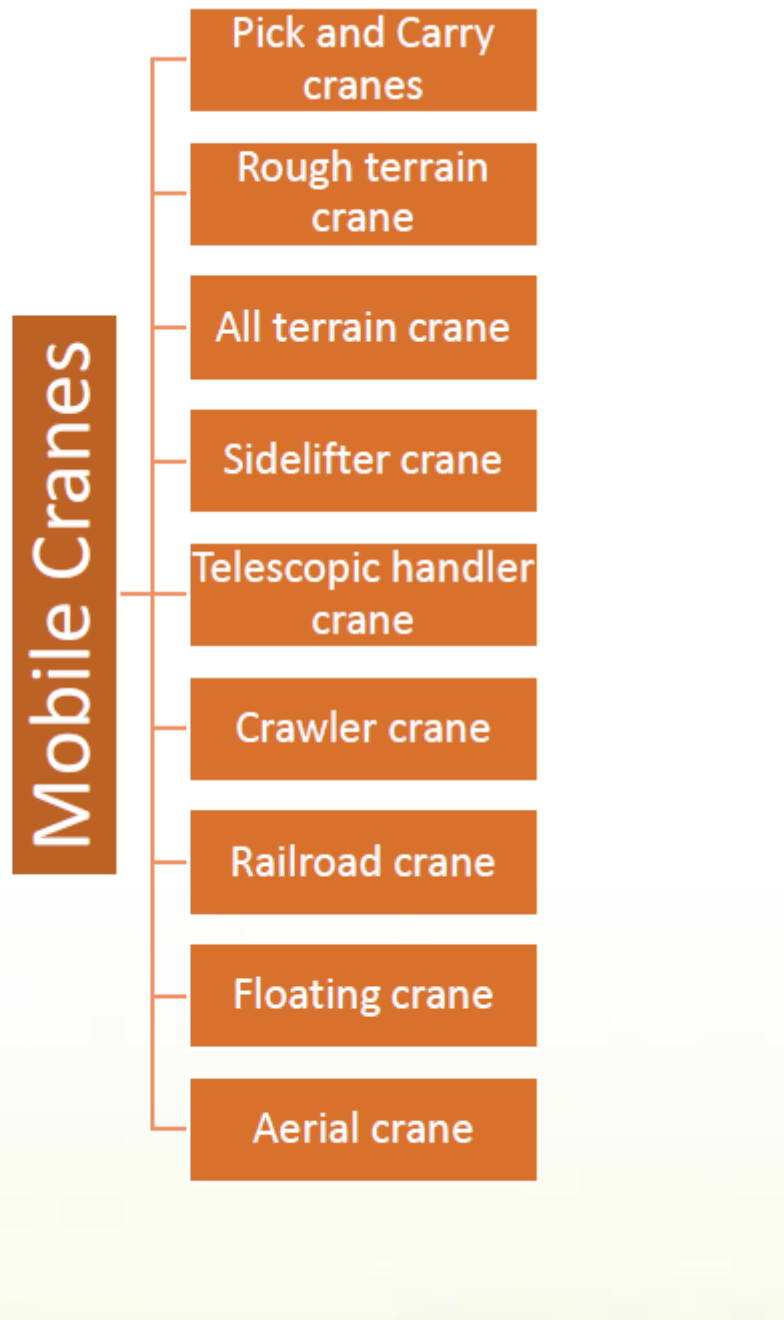 Mobile Cranes
Pick and Carry
cranes
Rough terrain
crane
All terrain crane
Sidelifter crane
Telescopic handler
crane
Crawler crane
Railroad crane
Floating crane
Aerial crane